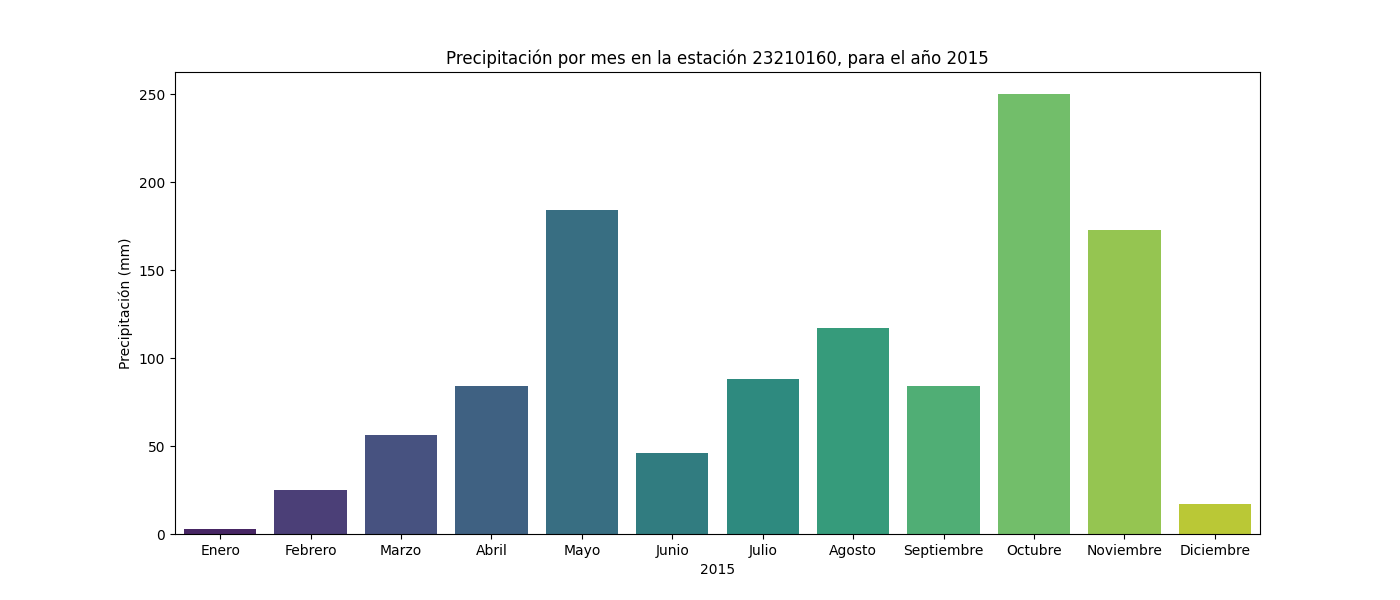 Precipitación por mes en la estación 23210160, para el año 2015
Precipitación (mm)
250
200
150
100
50
0
Enero Febrero Marzo Abril Mayo Junio Julio Agosto Septiembre Octubre Noviembre Diciembre
2015